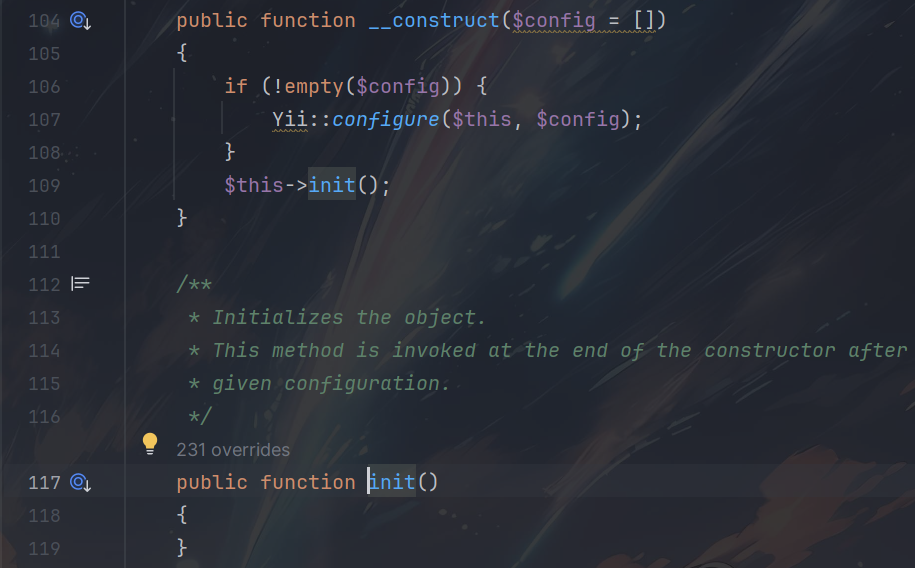 104 public function __construct($config = [])
105 {
106 if (!empty($config)) {
107 Yii::configure($this, $config);
108 }
109 $this->init();
110 }
111
112 /**
113 * Initializes the object.
114 * This method is invoked at the end of the constructor after
115 * given configuration.
116 */
231 overrides
117 public function init()
118 {
119 }